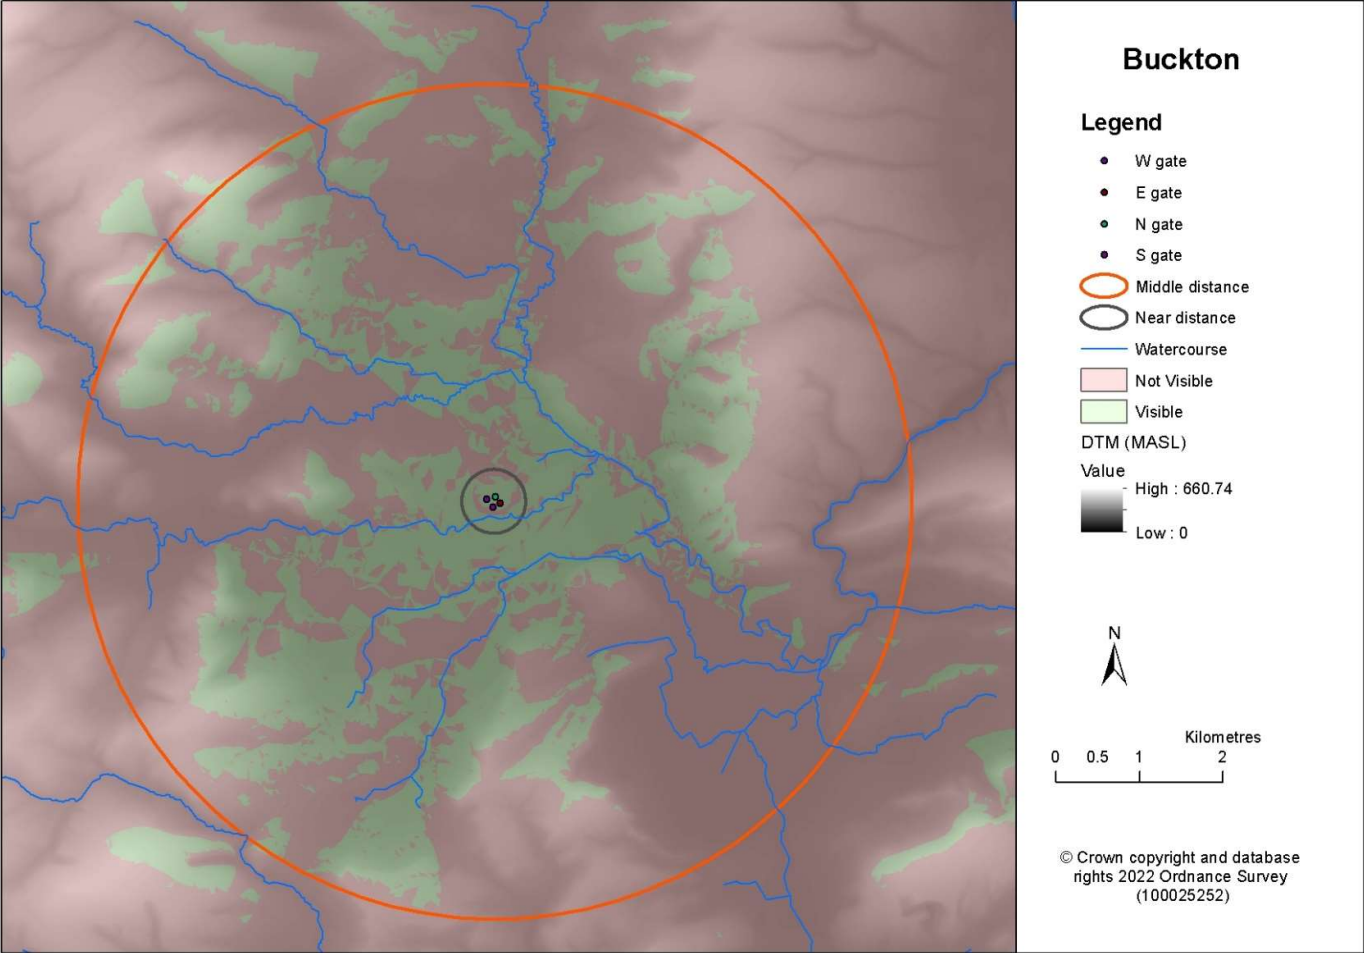 Buckton
Legend
W gate
E gate
N gate
S gate
Middle distance
Near distance
Watercourse
Not Visible
Visible
DTM (MASL)
Value
High : 660.74
Low : 0
N
Kilometres
0 0.5 1 2
© Crown copyright and database
rights 2022 Ordnance Survey
(100025252)